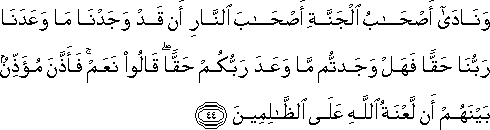 وَنَادَىٰٓ أَصْحَـٰبُ ٱلْجَنَّةِ أَصْحَـٰبَ ٱلنَّارِ أَن قَدْ وَجَدْنَا مَا وَعَدَنَا
رَبُّنَا حَقًّا فَهَلْ وَجَدتُّم مَّا وَعَدَ رَبُّكُمْ حَقًّا ۖ قَالُوا۟ نَعَمْ ۚ فَأَذَّنَ مُؤَذِّنٌۢ
بَيْنَهُمْ أَن لَّعْنَةُ ٱللَّهِ عَلَى ٱلظَّـٰلِمِينَ ٤٤